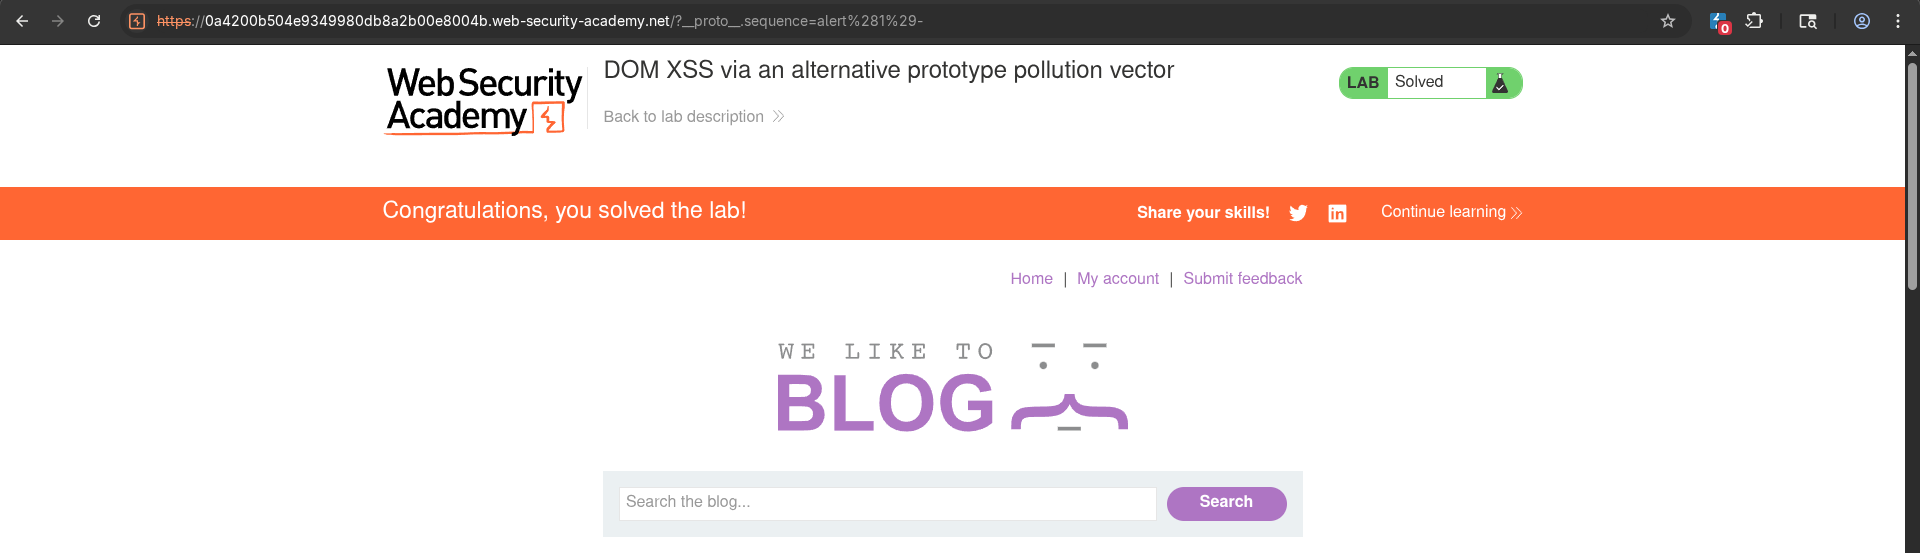 https://0a4200b504e9349980db8a2b00e8004b.web-security-academy.net/?__proto__.sequence=alert%281%29-
0
Web Security
Academy
DOM XSS via an alternative prototype pollution vector
Back to lab description
LAB Solved
Congratulations, you solved the lab!
Share your skills!
in
Continue learning
Home | My account | Submit feedback
WE LIKE TO
BLOG
Search the blog...
Search